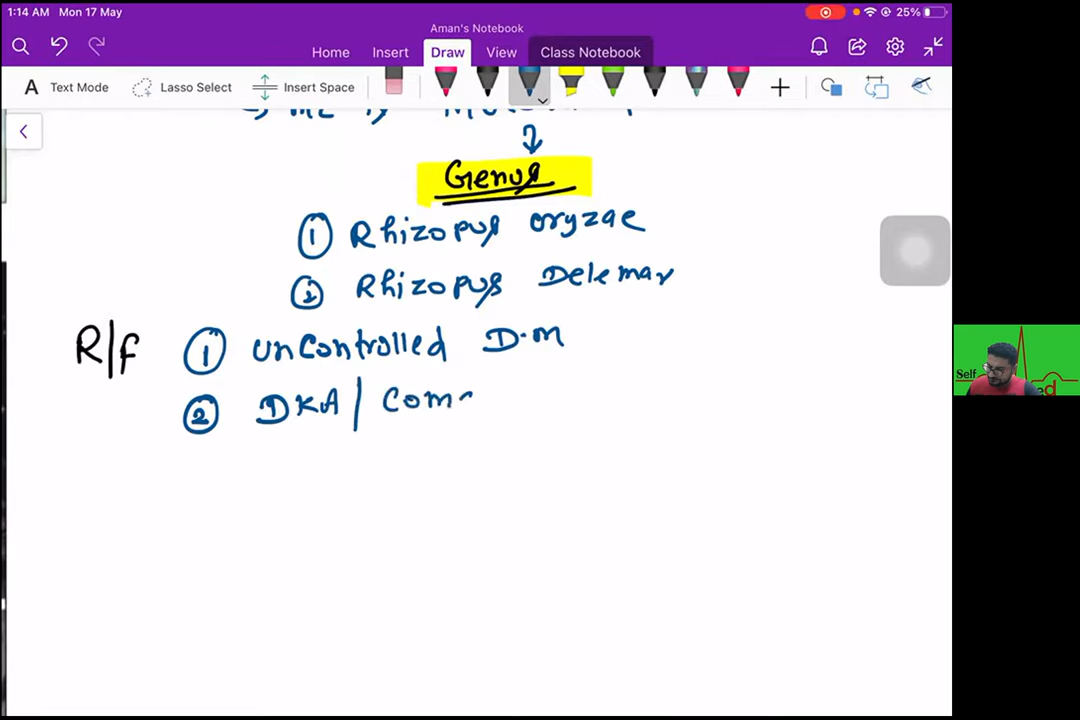 1:14 AM Mon 17 May
25%
Aman's Notebook
Home Insert Draw View Class Notebook
Text Mode Lasso Select Insert Space
Genus
① Rhizopus oryzae
② Rhizopus Delemar
R/f ① unControlled D.M
② DKA / Com
Self
ed